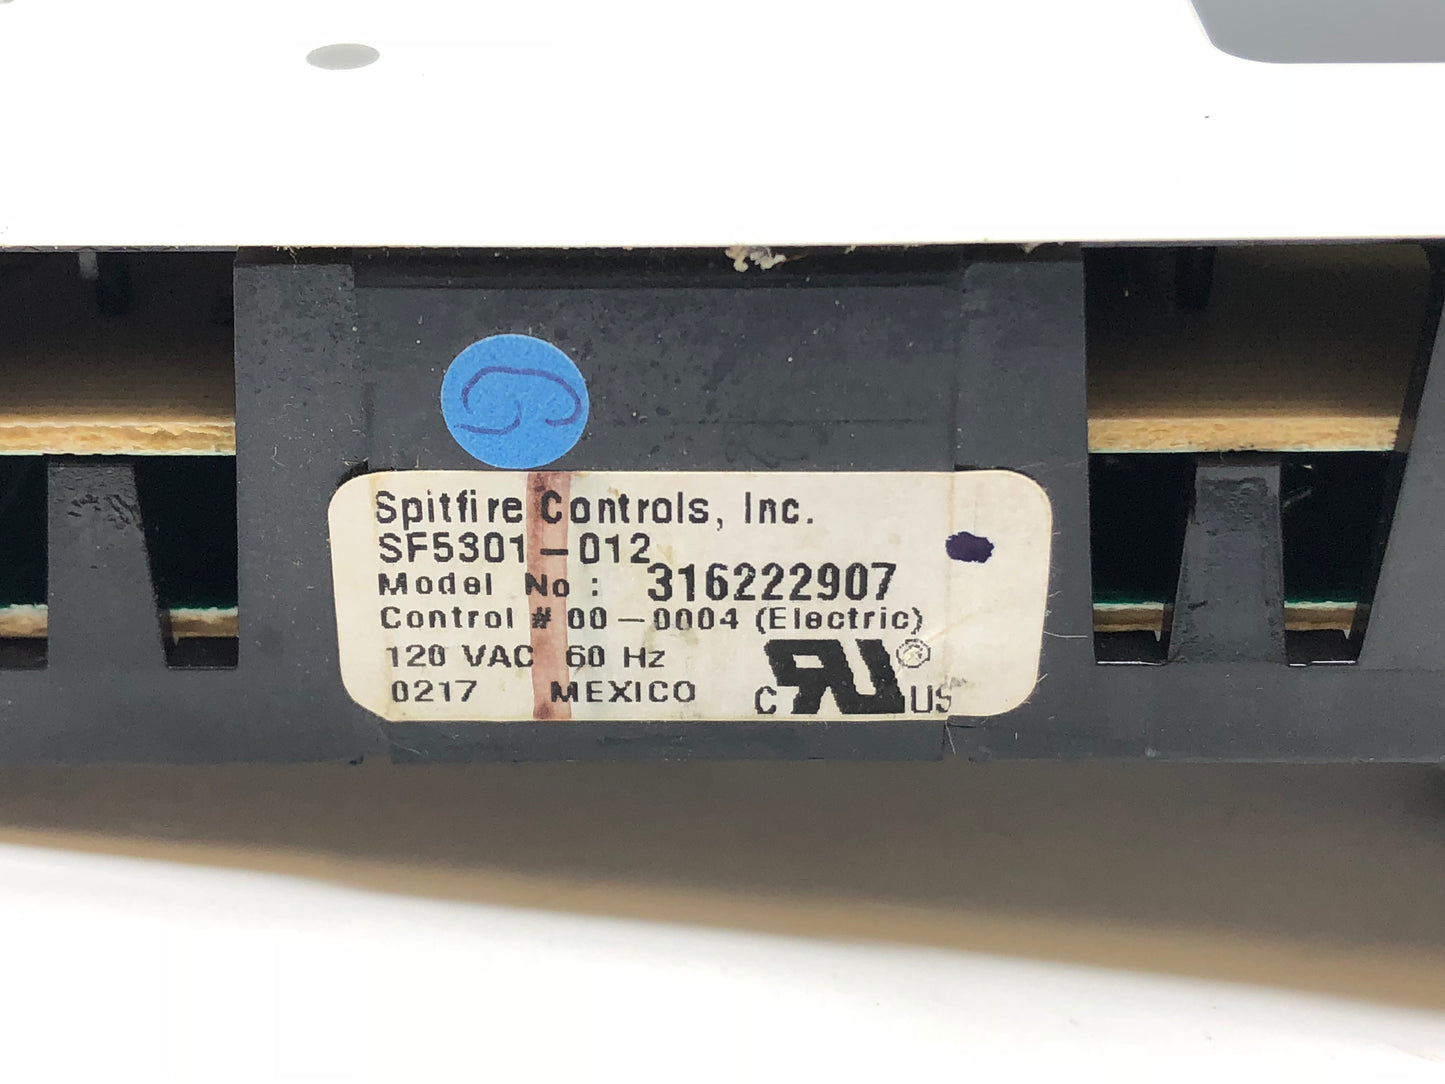 Spitfire Controls, Inc.
SF5301-012
Model No: 316222907
Control # 00-0004 (Electric)
120 VAC 60 Hz
0217 MEXICO
C RU ® US